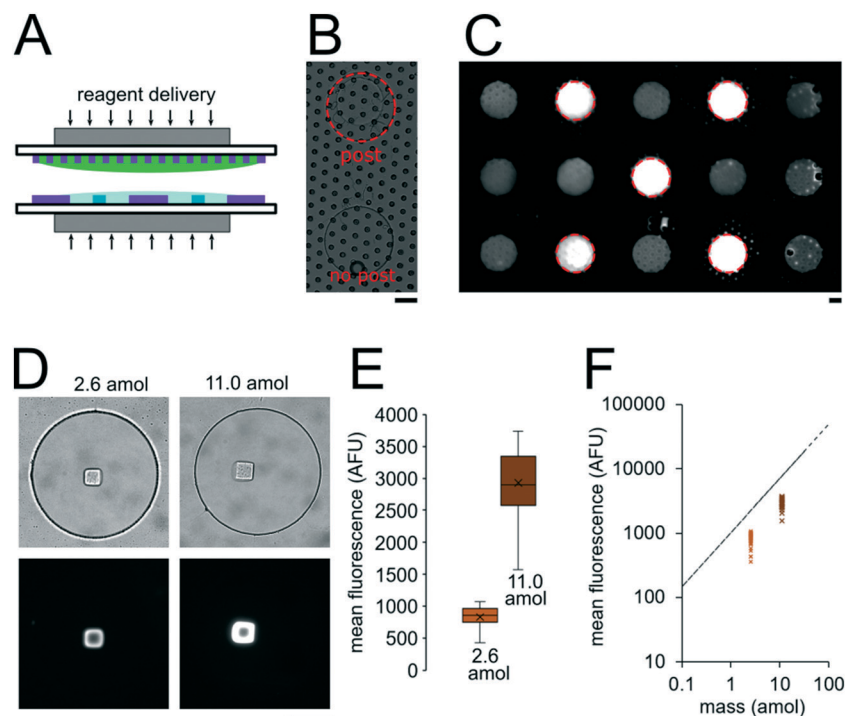 A
reagent delivery
B
post
no post
C
D
2.6 amol
11.0 amol
E
mean fluorescence (AFU)
4000
3500
3000
2500
2000
1500
1000
500
0
11.0
amol
2.6
amol
F
mean fluorescence (AFU)
100000
10000
1000
100
10
0.1
1
10
100
mass (amol)